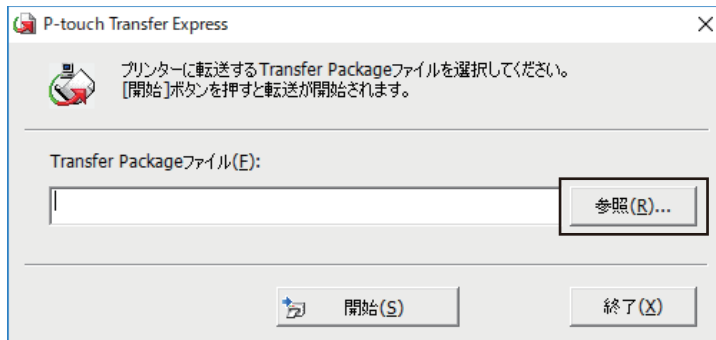 P-touch Transfer Express
プリンターに転送するTransfer Packageファイルを選択してください。
[開始]ボタンを押すと転送が開始されます。
Transfer Packageファイル(F):
参照(R)...
開始(S)
終了(X)